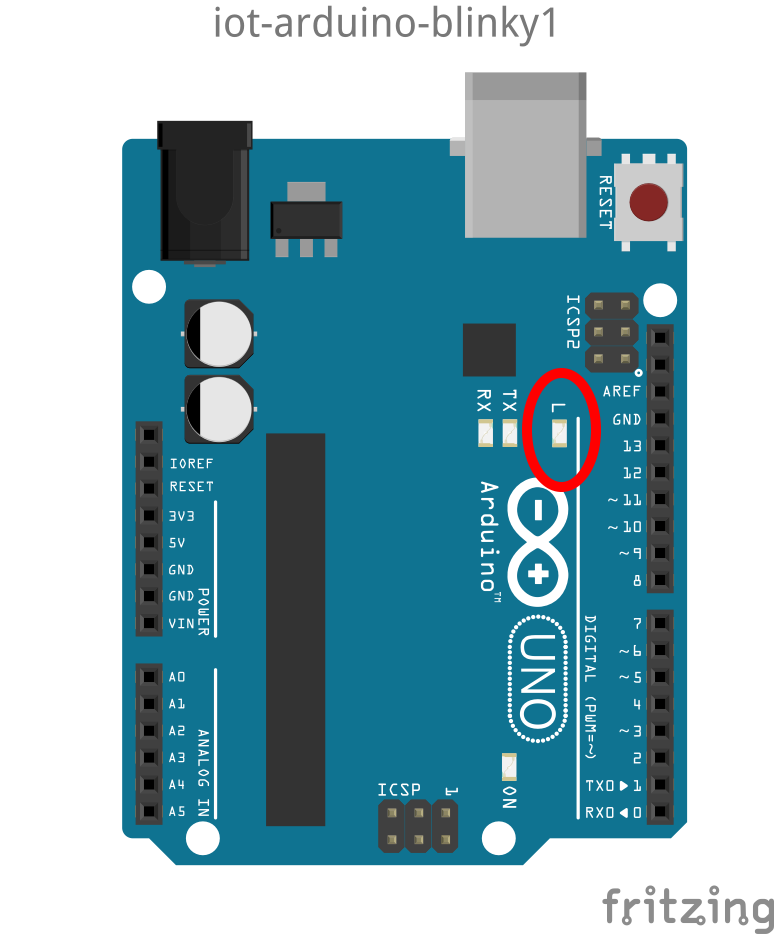 iot-arduino-blinky1
RESET
ICSP2
AREF
GND
13
12
~11
~10
~9
8
RX
TX
L
Arduino™
IOREF
RESET
3V3
5V
GND
GND
VIN
POWER
A0
A1
A2
A3
A4
A5
ANALOG IN
UNO
DIGITAL (PWM=~)
7
~6
~5
4
~3
2
TX0▶1
RX0◀0
ICSP
1
ON
fritzing